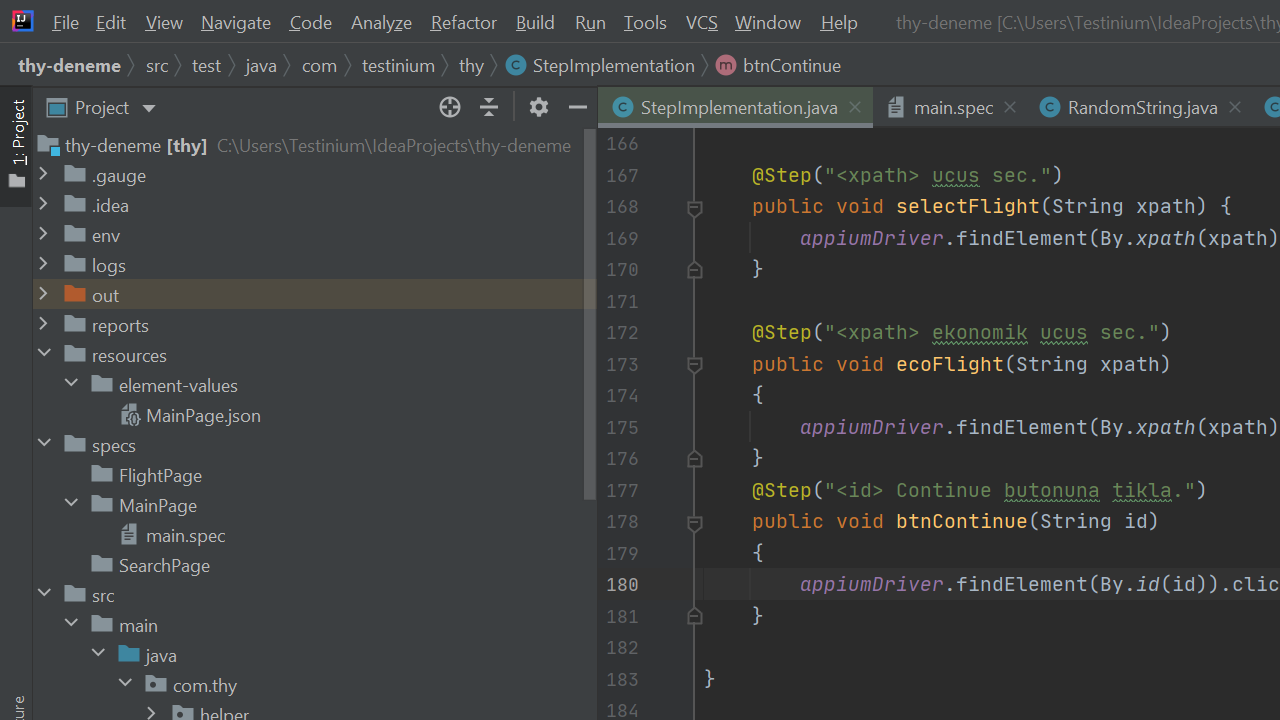 File Edit View Navigate Code Analyze Refactor Build Run Tools VCS Window Help thy-deneme [C:\Users\Testinium\IdeaProjects\thy
thy-deneme src test java com testinium thy StepImplementation btnContinue
1: Project
Project
StepImplementation.java main.spec RandomString.java
thy-deneme [thy] C:\Users\Testinium\IdeaProjects\thy-deneme
.gauge
.idea
env
logs
out
reports
resources
element-values
MainPage.json
specs
FlightPage
MainPage
main.spec
SearchPage
src
main
java
com.thy
helper
166
167 @Step("<xpath> ucus sec.")
168 public void selectFlight(String xpath) {
169 appiumDriver.findElement(By.xpath(xpath)
170 }
171
172 @Step("<xpath> ekonomik ucus sec.")
173 public void ecoFlight(String xpath)
174 {
175 appiumDriver.findElement(By.xpath(xpath)
176 }
177 @Step("<id> Continue butonuna tikla.")
178 public void btnContinue(String id)
179 {
180 appiumDriver.findElement(By.id(id)).clic
181 }
182
183 }
184